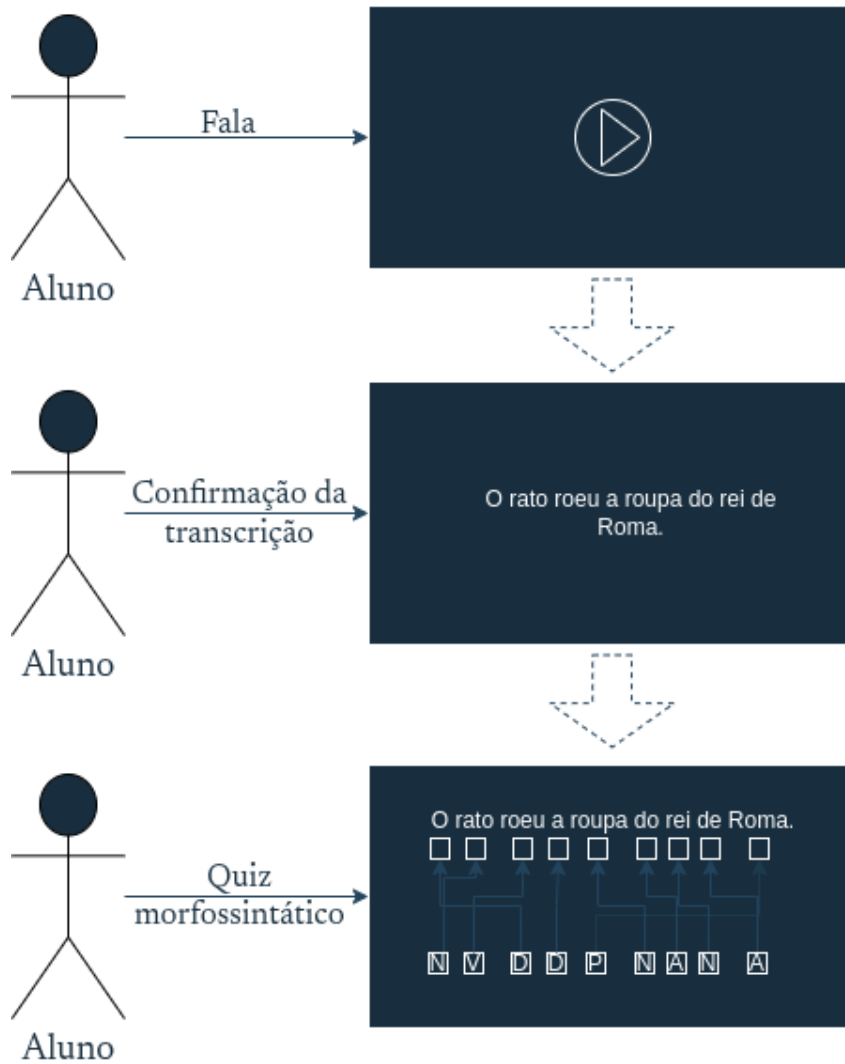 Fala
Aluno
Confirmação da
transcrição
O rato roeu a roupa do rei de
Roma.
Aluno
O rato roeu a roupa do rei de Roma.
Quiz
morfossintático
N V D D P N A N A
Aluno